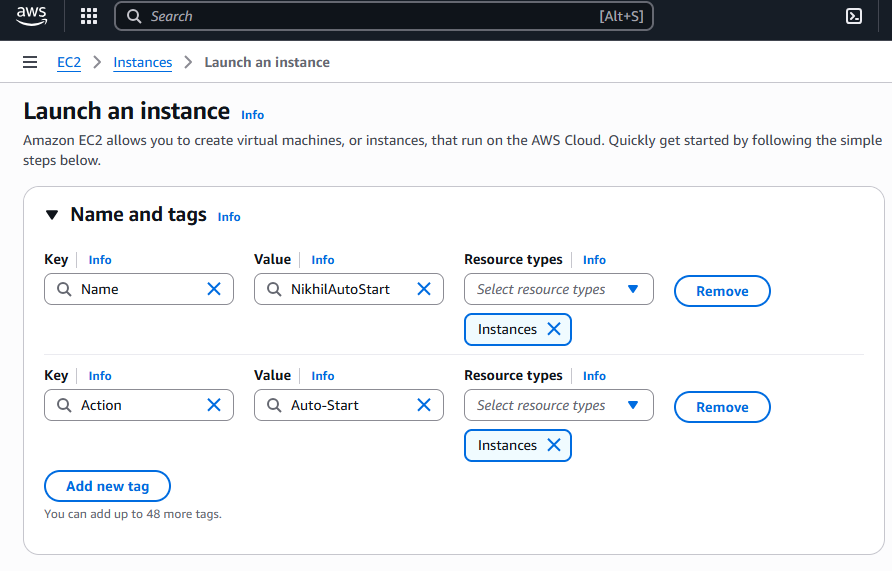 aws
Search [Alt+S]
EC2 Instances Launch an instance
Launch an instance Info
Amazon EC2 allows you to create virtual machines, or instances, that run on the AWS Cloud. Quickly get started by following the simple
steps below.
Name and tags Info
Key Info Value Info Resource types Info
Name NikhilAutoStart Select resource types Remove
Instances
Key Info Value Info Resource types Info
Action Auto-Start Select resource types Remove
Instances
Add new tag
You can add up to 48 more tags.